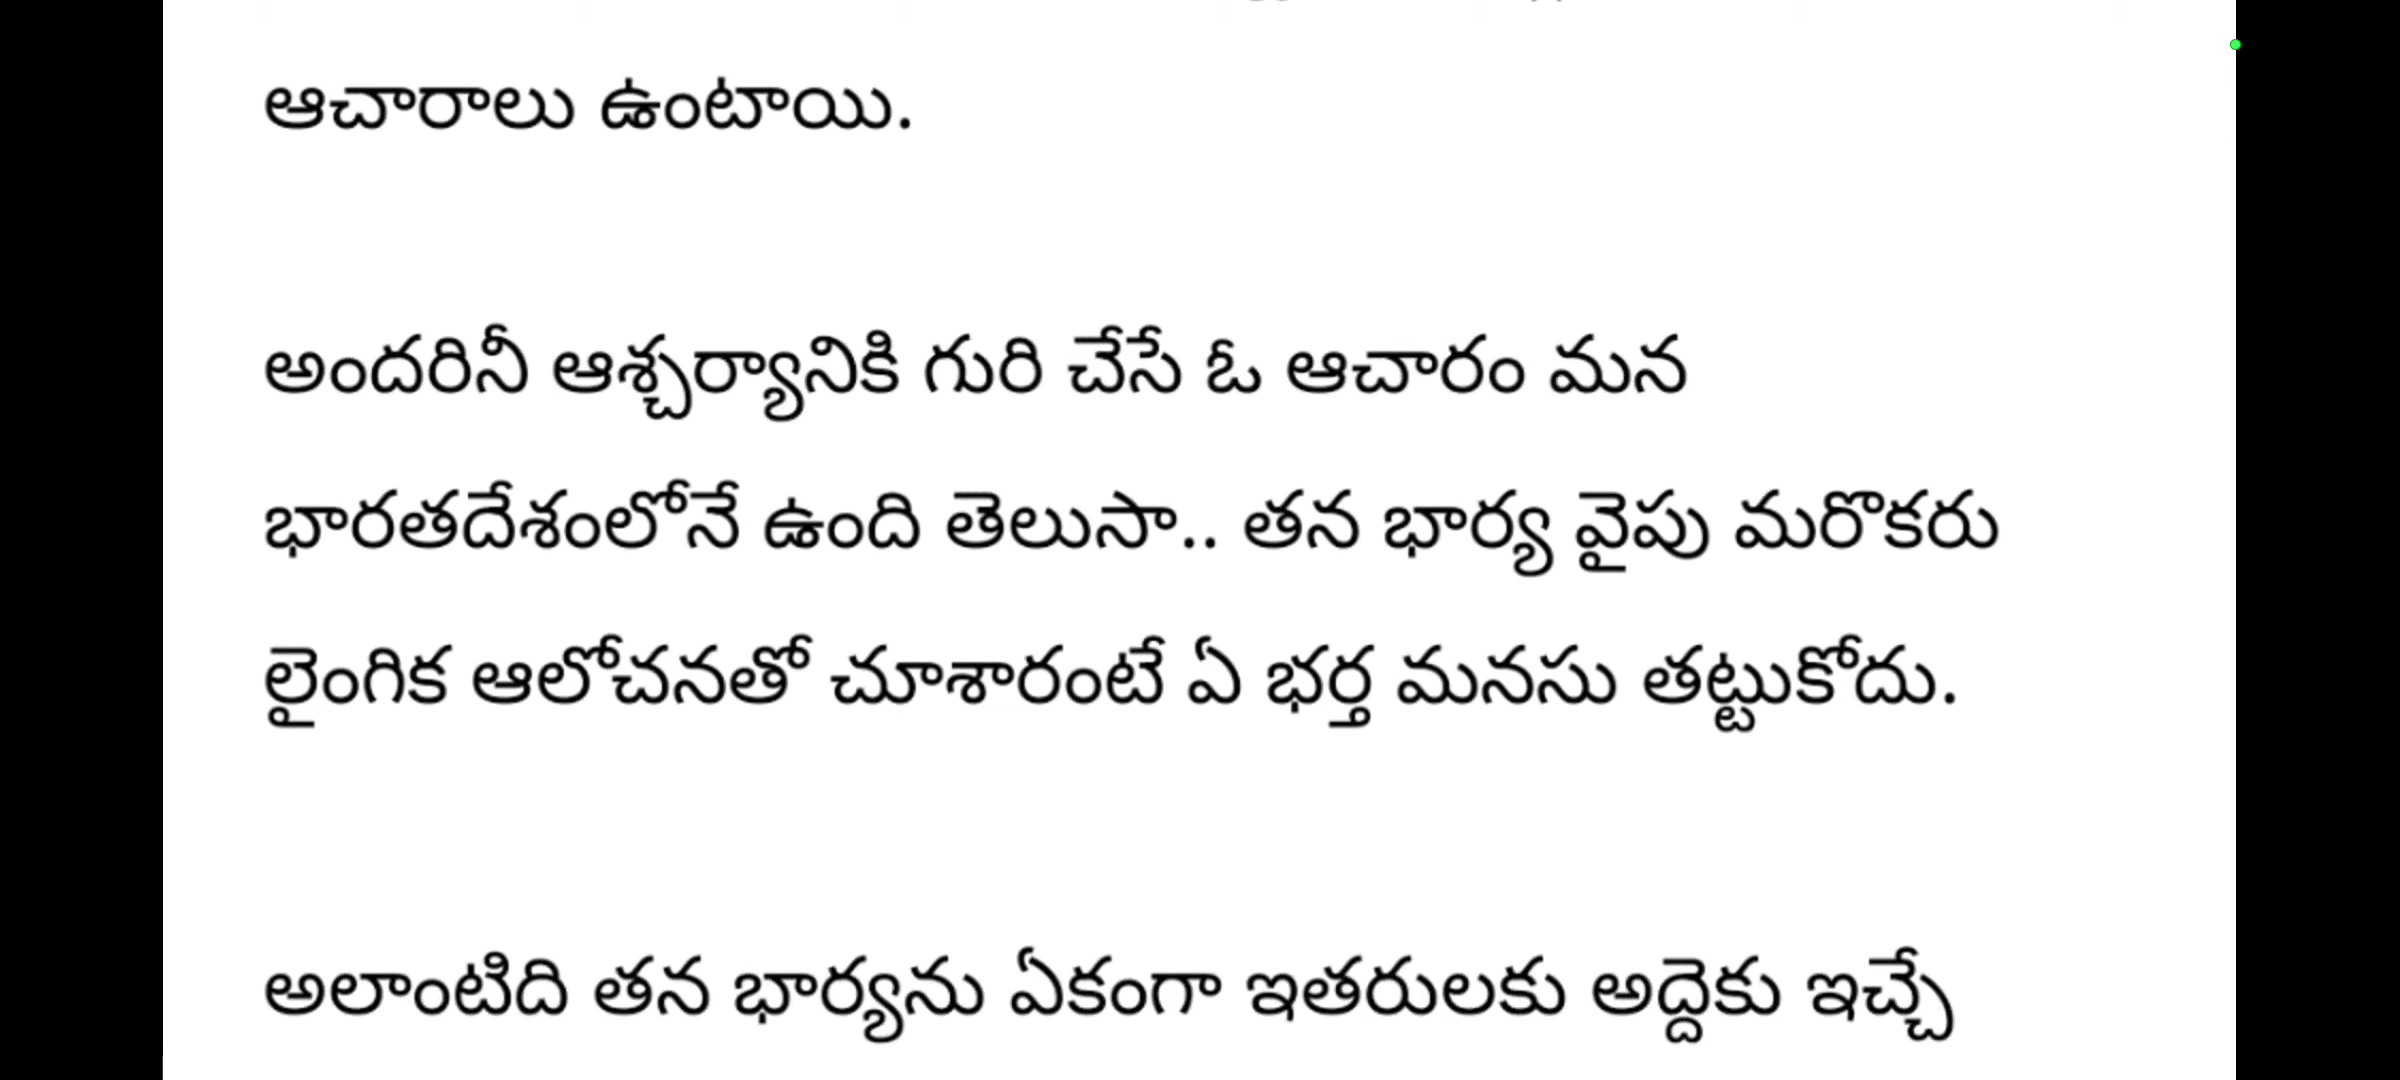 ఆచారాలు ఉంటాయి.
అందరినీ ఆశ్చర్యానికి గురి చేసే ఓ ఆచారం మన
భారతదేశంలోనే ఉంది తెలుసా.. తన భార్య వైపు మరొకరు
లైంగిక ఆలోచనతో చూశారంటే ఏ భర్త మనసు తట్టుకోదు.
అలాంటిది తన భార్యను ఏకంగా ఇతరులకు అద్దెకు ఇచ్చే